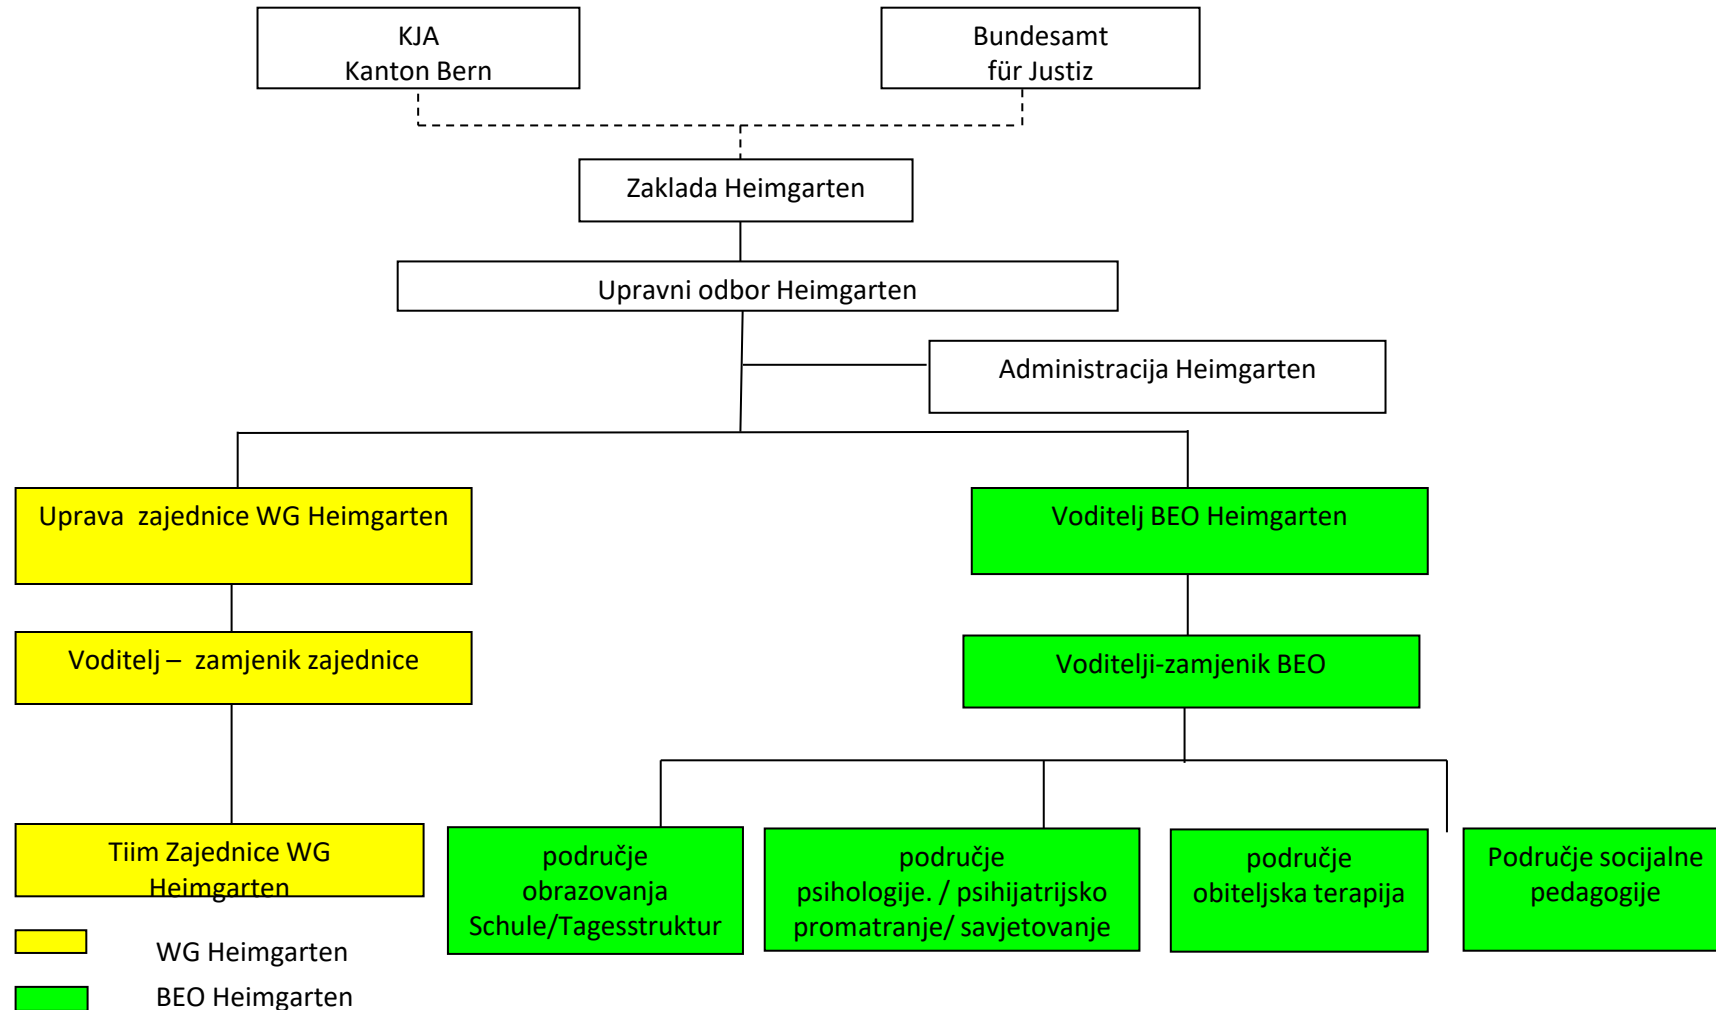 KJA
Kanton Bern
Bundesamt
für Justiz
Zaklada Heimgarten
Upravni odbor Heimgarten
Administracija Heimgarten
Uprava  zajednice WG Heimgarten
Voditelj BEO Heimgarten
Voditelj –  zamjenik zajednice
Voditelji-zamjenik BEO
Tiim Zajednice WG
Heimgarten
područje
obrazovanja
Schule/Tagesstruktur
područje
psihologije. / psihijatrijsko
promatranje/ savjetovanje
područje
obiteljska terapija
Područje socijalne
pedagogije
WG Heimgarten
BEO Heimgarten